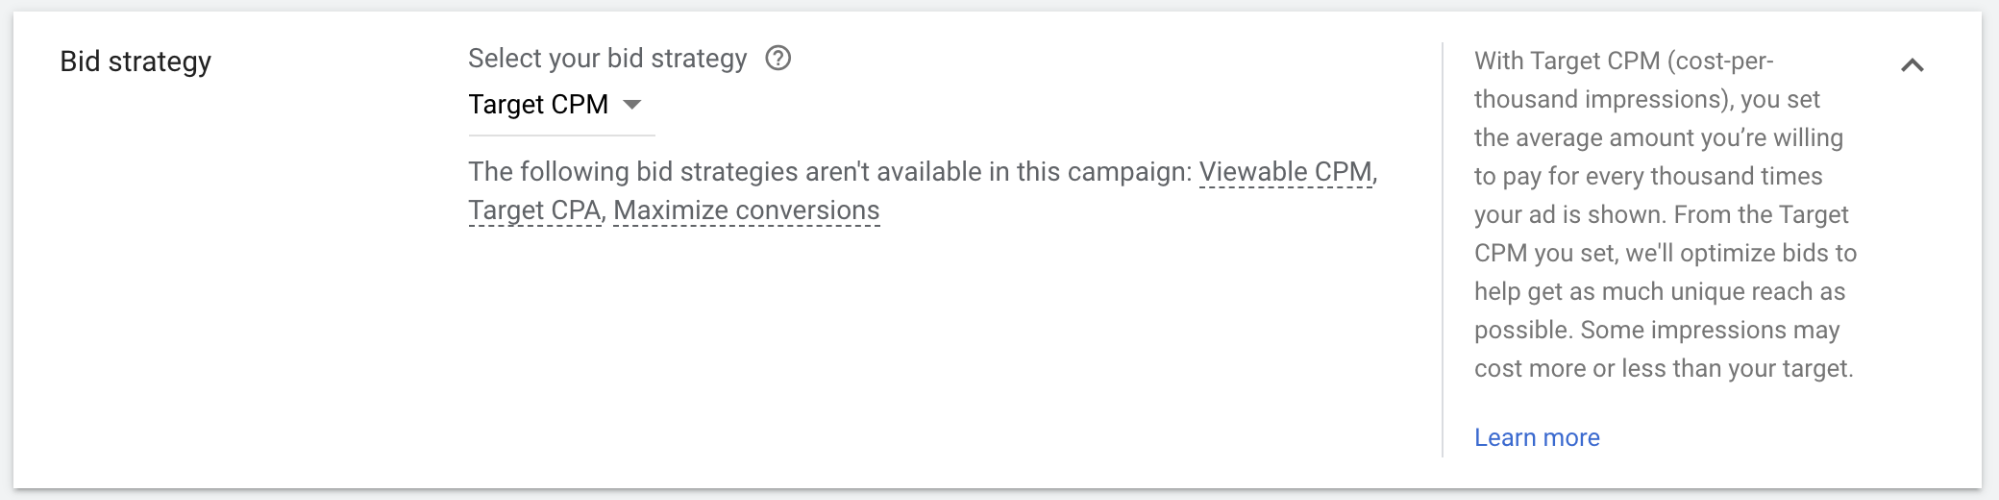 Bid strategy
Select your bid strategy
Target CPM
The following bid strategies aren't available in this campaign: Viewable CPM,
Target CPA, Maximize conversions
With Target CPM (cost-per-
thousand impressions), you set
the average amount you’re willing
to pay for every thousand times
your ad is shown. From the Target
CPM you set, we'll optimize bids to
help get as much unique reach as
possible. Some impressions may
cost more or less than your target.
Learn more